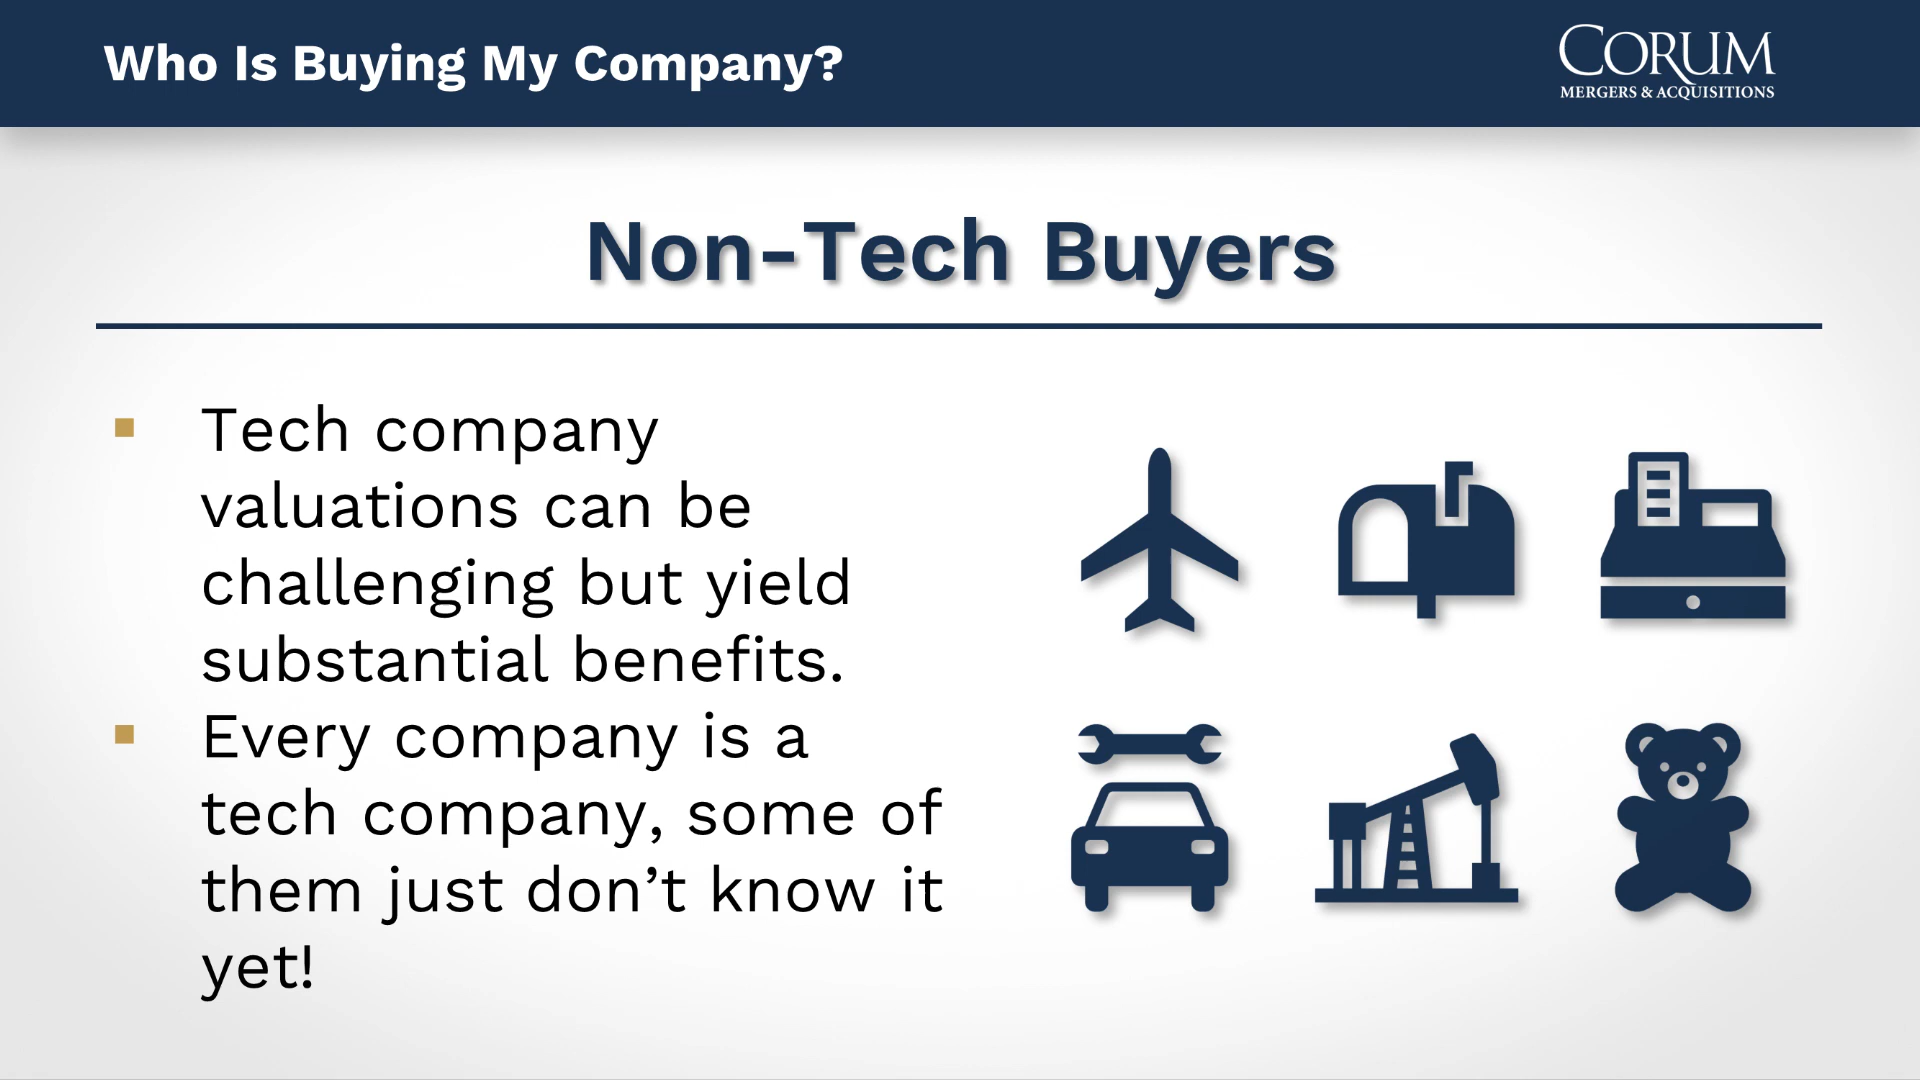 Who Is Buying My Company?
CORUM
MERGERS & ACQUISITIONS
Non-Tech Buyers
Tech company
valuations can be
challenging but yield
substantial benefits.
Every company is a
tech company, some of
them just don’t know it
yet!